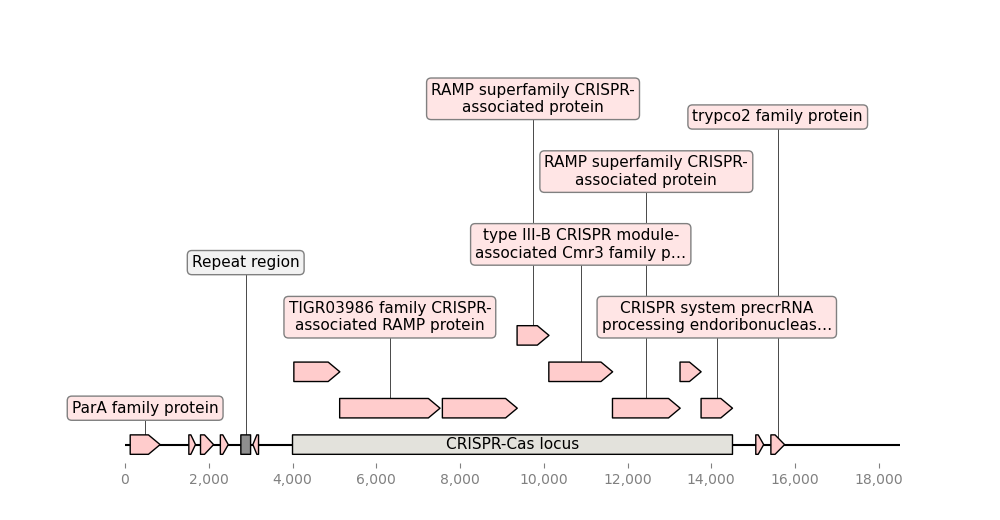 RAMP superfamily CRISPR-
associated protein
trypco2 family protein
RAMP superfamily CRISPR-
associated protein
type III-B CRISPR module-
associated Cmr3 family p…
Repeat region
TIGR03986 family CRISPR-
associated RAMP protein
CRISPR system precrRNA
processing endoribonucleas…
ParA family protein
CRISPR-Cas locus
0 2,000 4,000 6,000 8,000 10,000 12,000 14,000 16,000 18,000